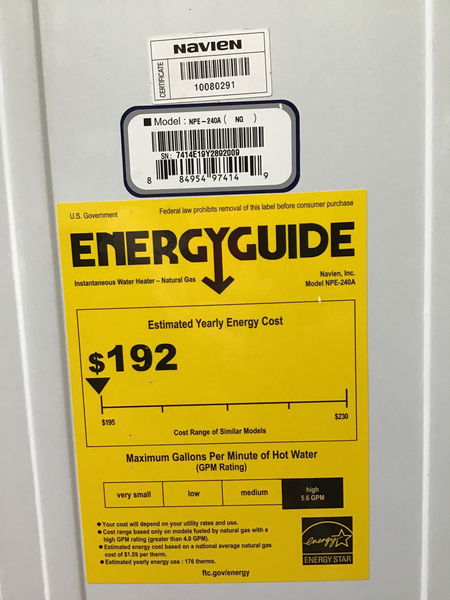 NAVIEN
CERTIFICATE
10080291
■ Model : NPE-240A ( NG )
SN: 7414E19Y2892009
8 84954 97414 9
U.S. Government
Federal law prohibits removal of this label before consumer purchase
ENERGYGUIDE
Instantaneous Water Heater – Natural Gas
Navien, Inc.
Model NPE-240A
Estimated Yearly Energy Cost
$192
$195
$230
Cost Range of Similar Models
Maximum Gallons Per Minute of Hot Water
(GPM Rating)
very small
low
medium
high
5.6 GPM
● Your cost will depend on your utility rates and use.
● Cost range based only on models fueled by natural gas with a
high GPM rating (greater than 4.0 GPM).
● Estimated energy cost based on a national average natural gas
cost of $1.09 per therm.
● Estimated yearly energy use : 176 therms.
ftc.gov/energy
energy
ENERGY STAR